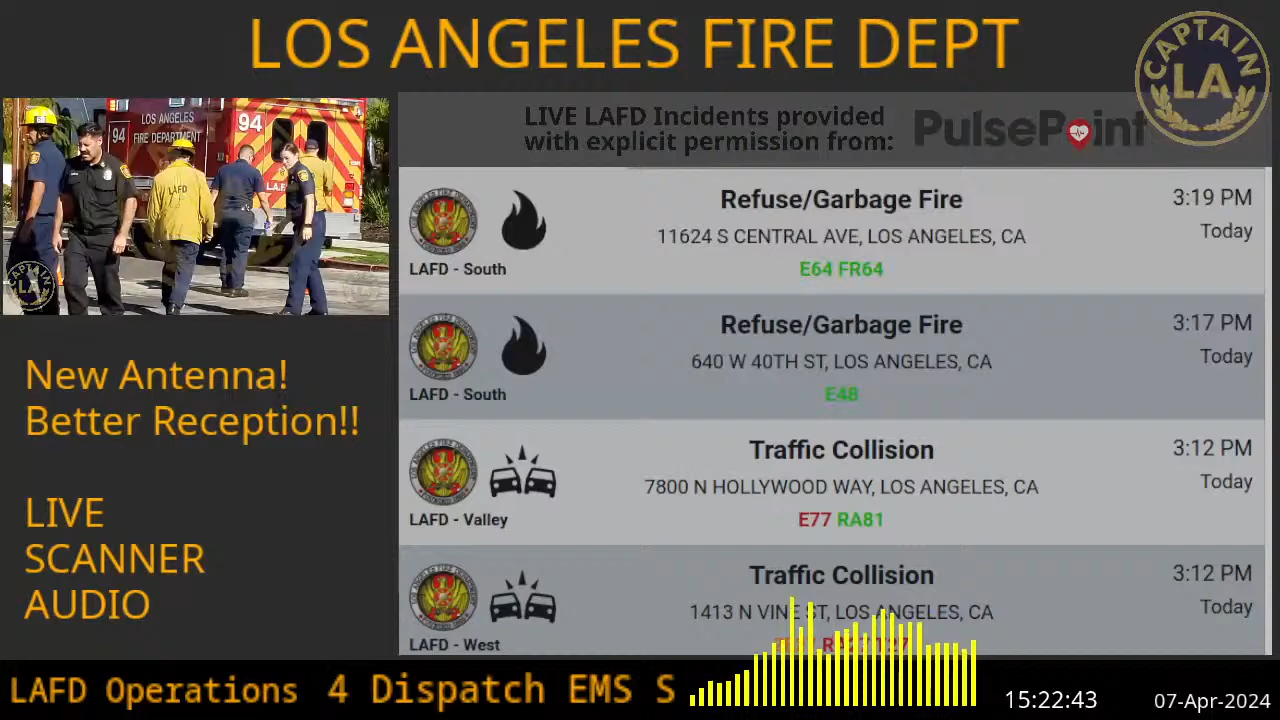 LOS ANGELES FIRE DEPT
CAPTAIN
LA
LIVE LAFD Incidents provided
with explicit permission from:
PulsePoint
94
LOS ANGELES
FIRE DEPARTMENT
94
LAFD
Refuse/Garbage Fire
3:19 PM
11624 S CENTRAL AVE, LOS ANGELES, CA
Today
E64 FR64
LAFD - South
Refuse/Garbage Fire
3:17 PM
640 W 40TH ST, LOS ANGELES, CA
Today
E48
LAFD - South
Traffic Collision
3:12 PM
7800 N HOLLYWOOD WAY, LOS ANGELES, CA
Today
E77 RA81
LAFD - Valley
Traffic Collision
3:12 PM
1413 N VINE ST, LOS ANGELES, CA
Today
LAFD - West
New Antenna!
Better Reception!!
LIVE
SCANNER
AUDIO
LAFD Operations 4 Dispatch EMS S
15:22:43
07-Apr-2024